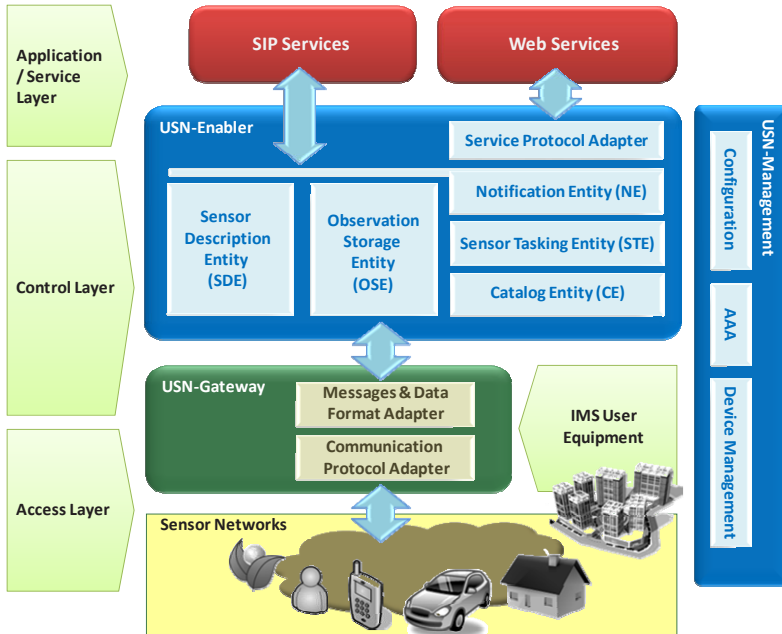 Application
/ Service
Layer
SIP Services
Web Services
USN-Enabler
Service Protocol Adapter
Notification Entity (NE)
Sensor Tasking Entity (STE)
Catalog Entity (CE)
Sensor
Description
Entity
(SDE)
Observation
Storage
Entity
(OSE)
USN-Management
Configuration
AAA
Device Management
Control Layer
USN-Gateway
Messages & Data
Format Adapter
Communication
Protocol Adapter
IMS User
Equipment
Access Layer
Sensor Networks